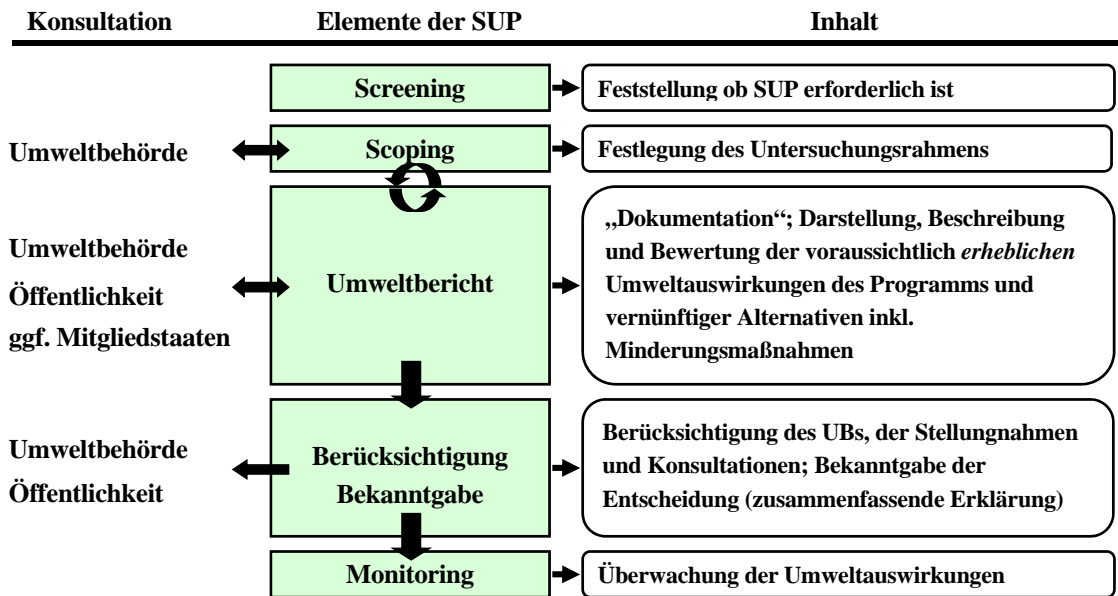 Konsultation Elemente der SUP Inhalt
Screening
Feststellung ob SUP erforderlich ist
Umweltbehörde
Scoping
Festlegung des Untersuchungsrahmens
Umweltbehörde
Öffentlichkeit
ggf. Mitgliedstaaten
Umweltbericht
„Dokumentation“; Darstellung, Beschreibung
und Bewertung der voraussichtlich erheblichen
Umweltauswirkungen des Programms und
vernünftiger Alternativen inkl.
Minderungsmaßnahmen
Umweltbehörde
Öffentlichkeit
Berücksichtigung
Bekanntgabe
Berücksichtigung des UBs, der Stellungnahmen
und Konsultationen; Bekanntgabe der
Entscheidung (zusammenfassende Erklärung)
Monitoring
Überwachung der Umweltauswirkungen